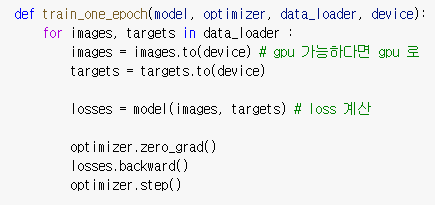 def train_one_epoch(model, optimizer, data_loader, device):
    for images, targets in data_loader :
        images = images.to(device) # gpu 가능하다면 gpu 로
        targets = targets.to(device)
        losses = model(images, targets) # loss 계산
        optimizer.zero_grad()
        losses.backward()
        optimizer.step()